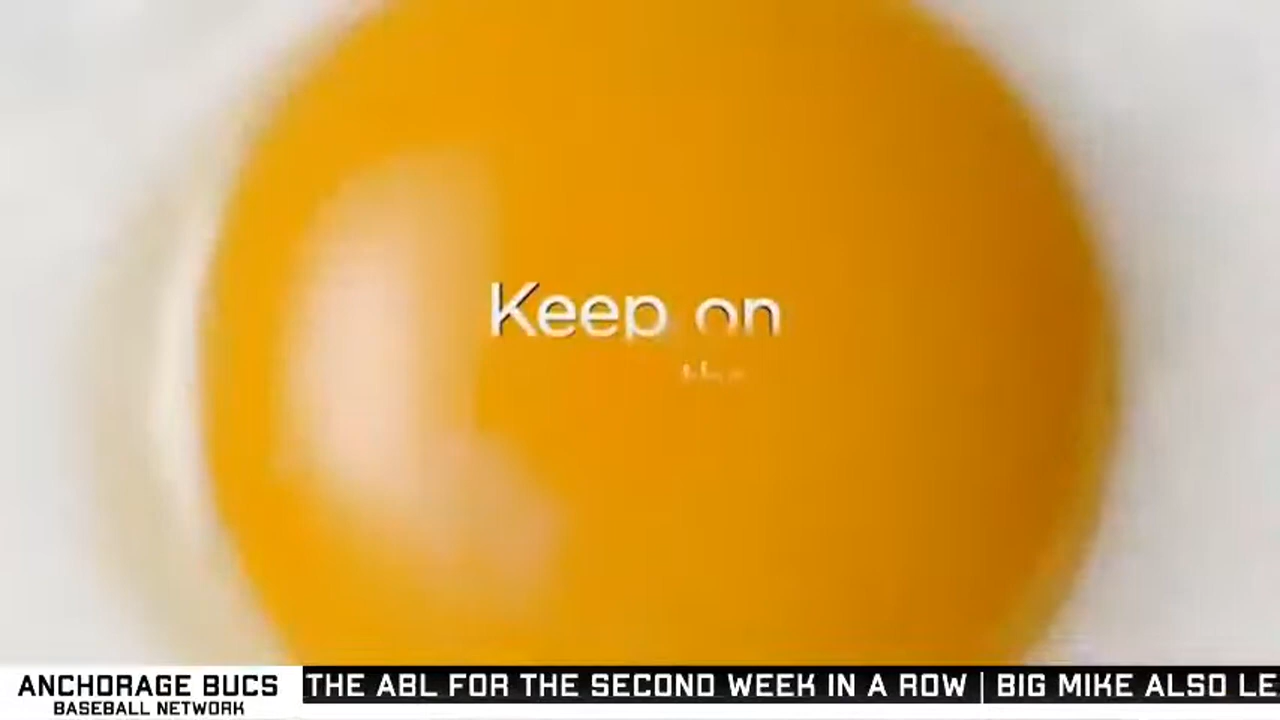 Keep on
ANCHORAGE BUCS
BASEBALL NETWORK
THE ABL FOR THE SECOND WEEK IN A ROW | BIG MIKE ALSO LE